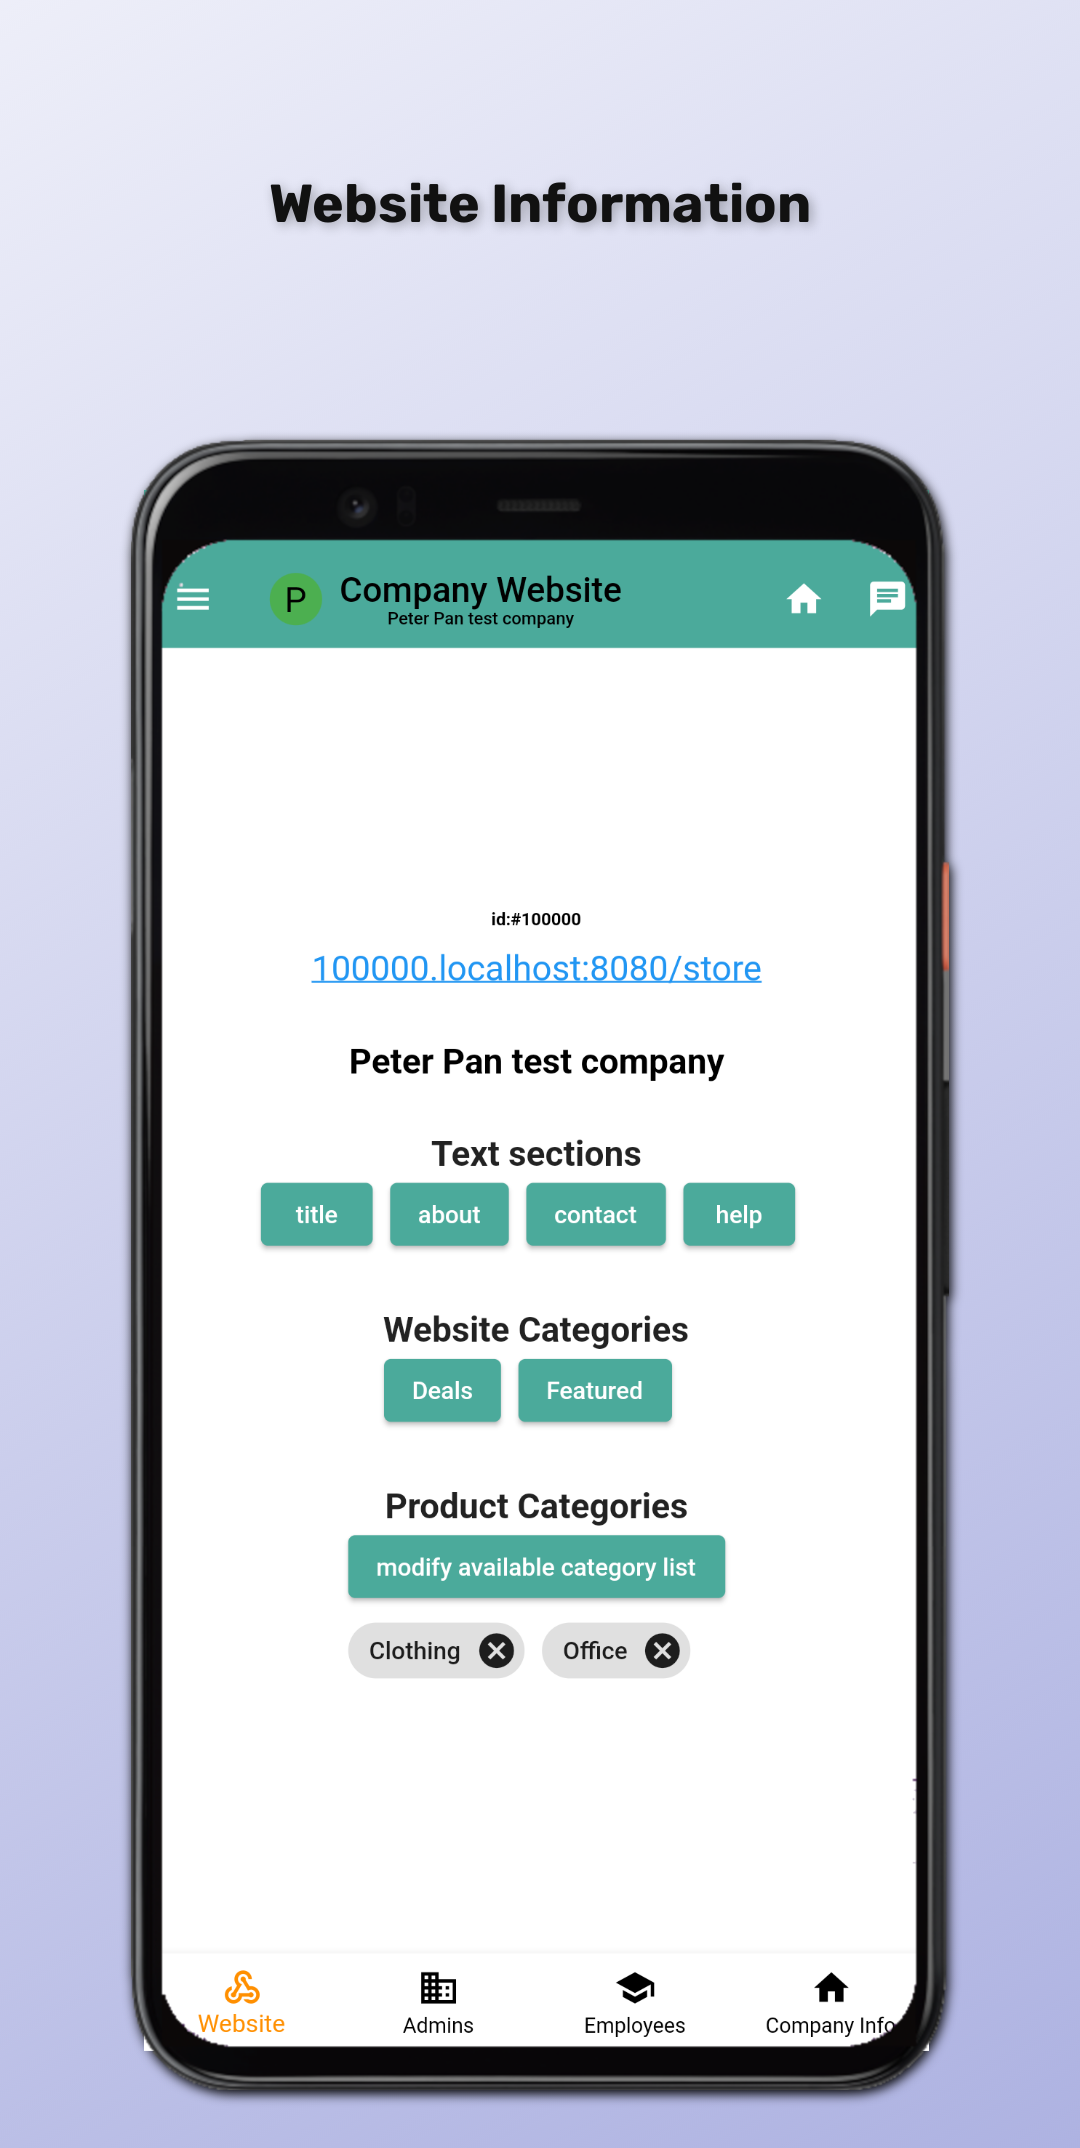 Website Information
P
Company Website
Peter Pan test company
id:#100000
100000.localhost:8080/store
Peter Pan test company
Text sections
title about contact help
Website Categories
Deals Featured
Product Categories
modify available category list
Clothing Office
Website Admins Employees Company Info